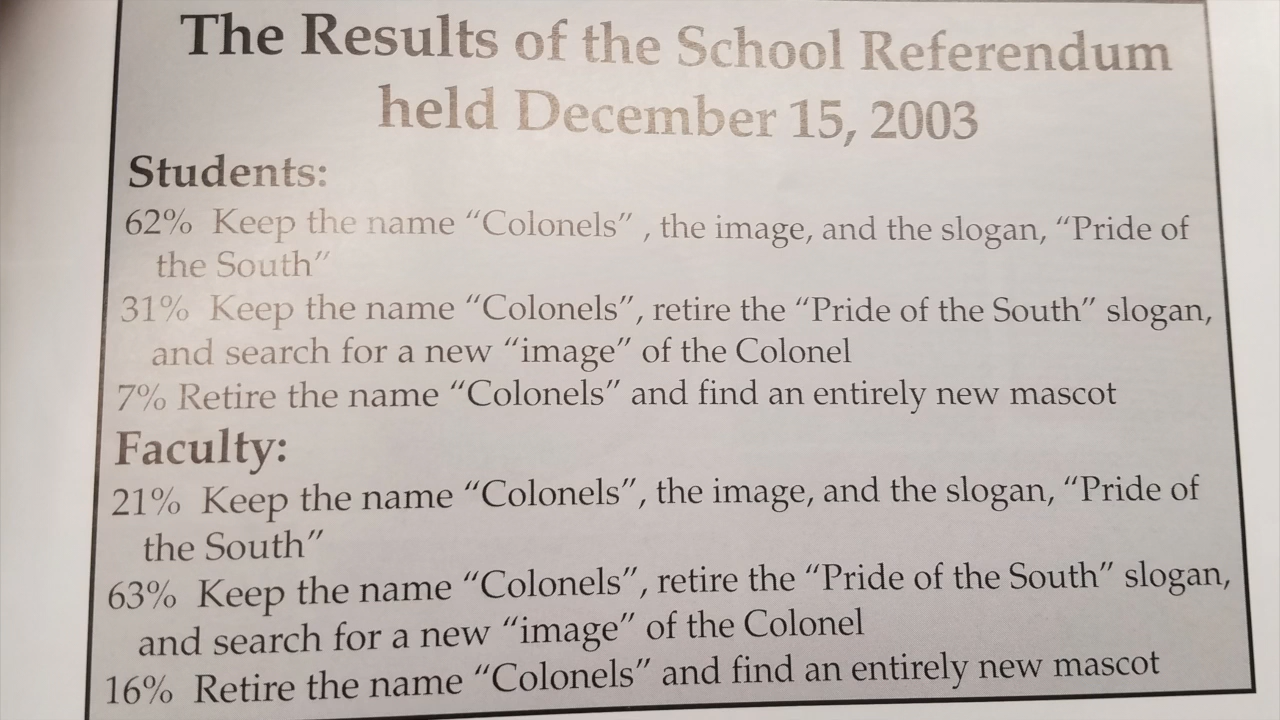 The Results of the School Referendum
held December 15, 2003
Students:
62% Keep the name “Colonels” , the image, and the slogan, “Pride of
the South”
31% Keep the name “Colonels”, retire the “Pride of the South” slogan,
and search for a new “image” of the Colonel
7% Retire the name “Colonels” and find an entirely new mascot
Faculty:
21% Keep the name “Colonels”, the image, and the slogan, “Pride of
the South”
63% Keep the name “Colonels”, retire the “Pride of the South” slogan,
and search for a new “image” of the Colonel
16% Retire the name “Colonels” and find an entirely new mascot